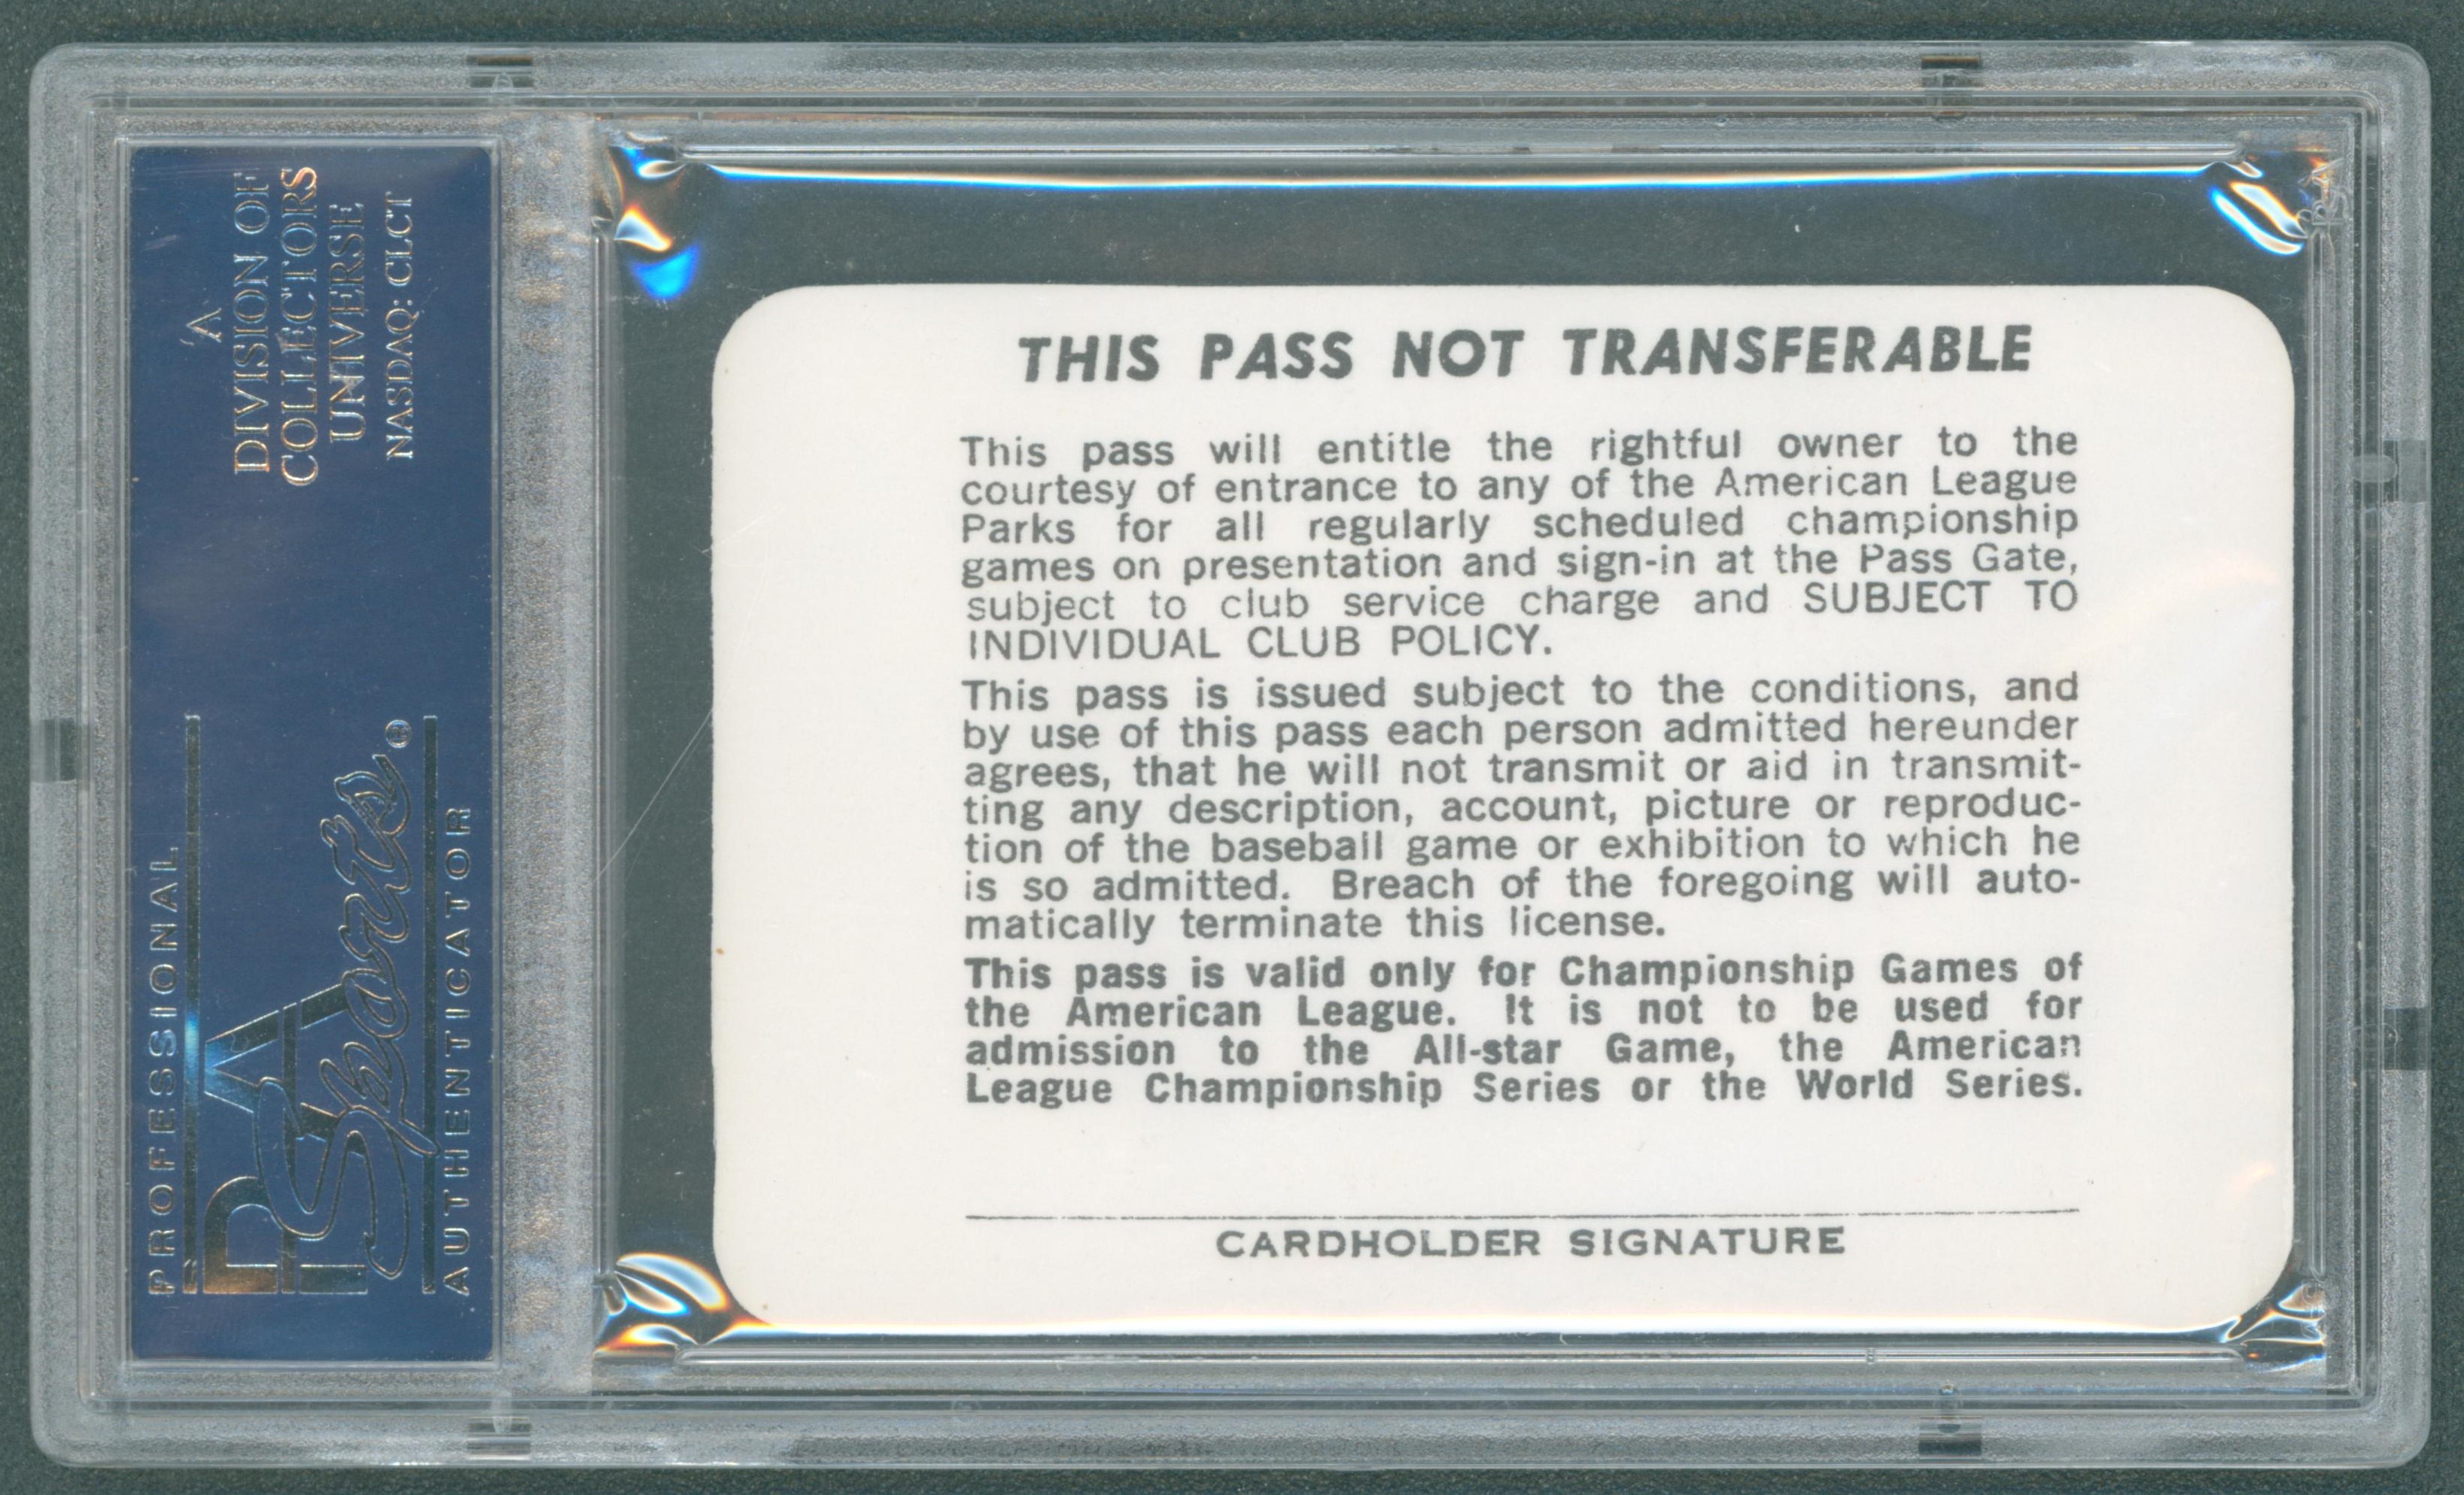 A
DIVISION OF
COLLECTORS
UNIVERSE
NASDAQ: CLCT
PROFESSIONAL
PSA
Sports®
AUTHENTICATOR
THIS PASS NOT TRANSFERABLE
This pass will entitle the rightful owner to the
courtesy of entrance to any of the American League
Parks for all regularly scheduled championship
games on presentation and sign-in at the Pass Gate,
subject to club service charge and SUBJECT TO
INDIVIDUAL CLUB POLICY.
This pass is issued subject to the conditions, and
by use of this pass each person admitted hereunder
agrees, that he will not transmit or aid in transmit-
ting any description, account, picture or reproduc-
tion of the baseball game or exhibition to which he
is so admitted. Breach of the foregoing will auto-
matically terminate this license.
This pass is valid only for Championship Games of
the American League. It is not to be used for
admission to the All-star Game, the American
League Championship Series or the World Series.
CARDHOLDER SIGNATURE
PSA